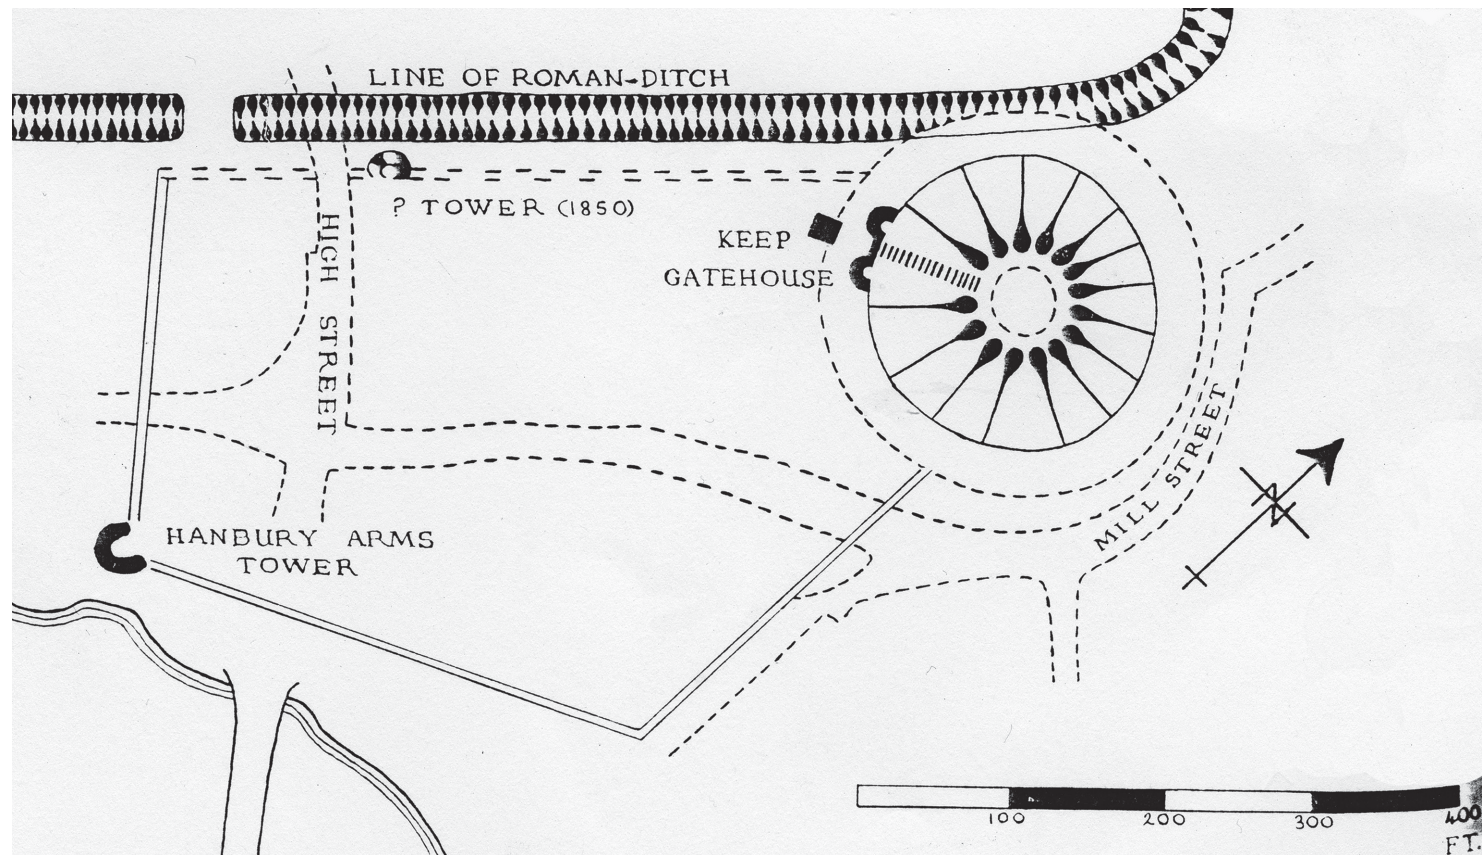 LINE OF ROMAN-DITCH
? TOWER (1850)
HIGH STREET
KEEP
GATEHOUSE
MILL STREET
HANBURY ARMS
TOWER
N
100 200 300 400
FT.